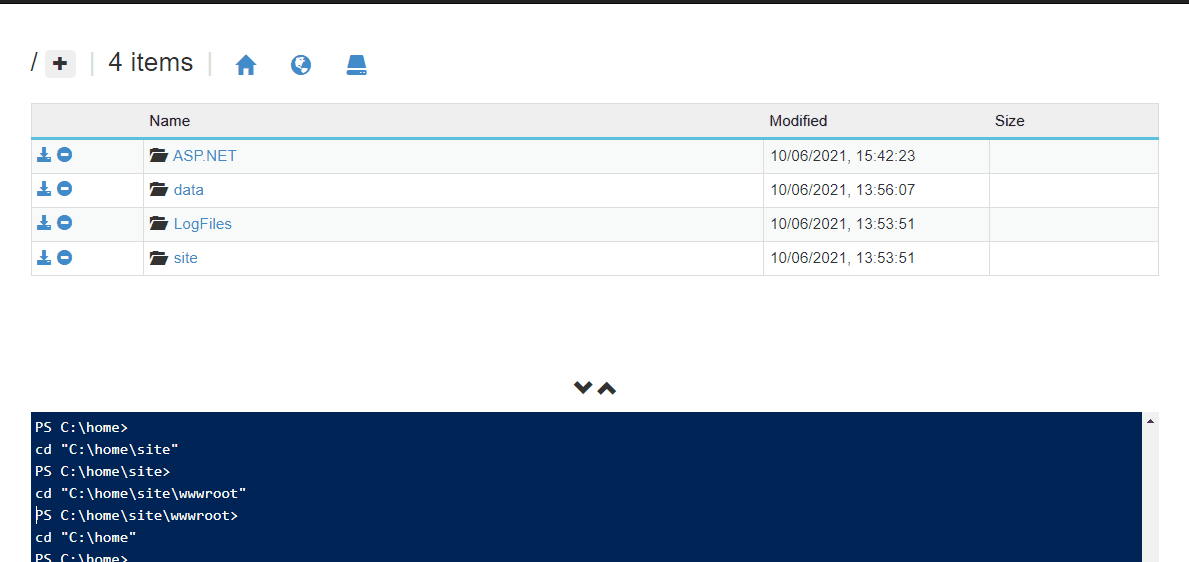 / + | 4 items |
Name Modified Size
ASP.NET 10/06/2021, 15:42:23
data 10/06/2021, 13:56:07
LogFiles 10/06/2021, 13:53:51
site 10/06/2021, 13:53:51
PS C:\home>
cd "C:\home\site"
PS C:\home\site>
cd "C:\home\site\wwwroot"
PS C:\home\site\wwwroot>
cd "C:\home"
PS C:\home>